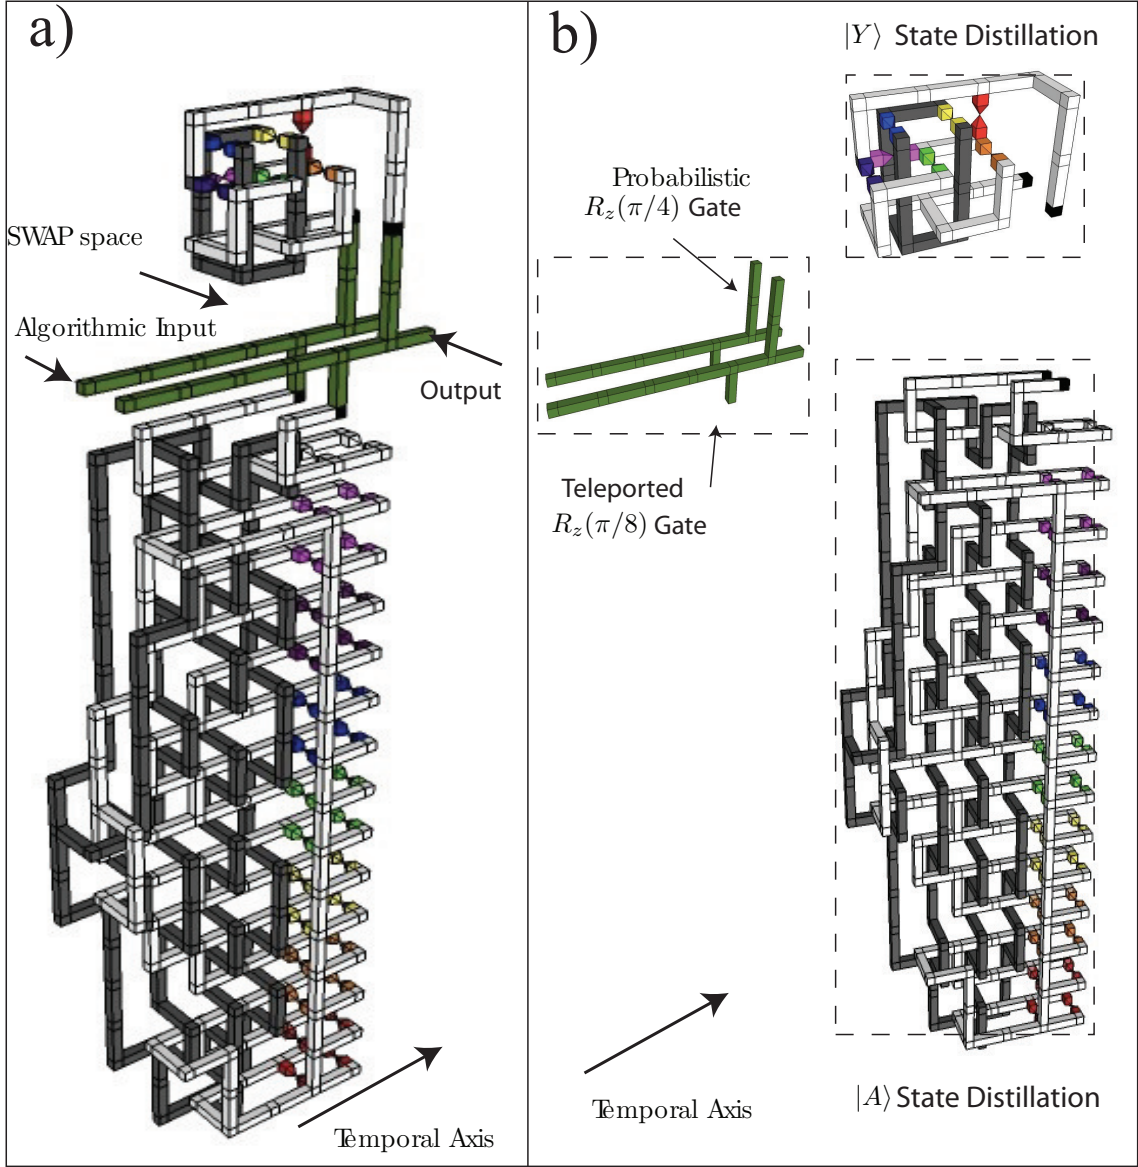 a)
SWAP space
Algorithmic Input
Output
Temporal Axis
b)
|Y⟩ State Distillation
Probabilistic
R_z(π/4) Gate
Teleported
R_z(π/8) Gate
Temporal Axis
|A⟩ State Distillation